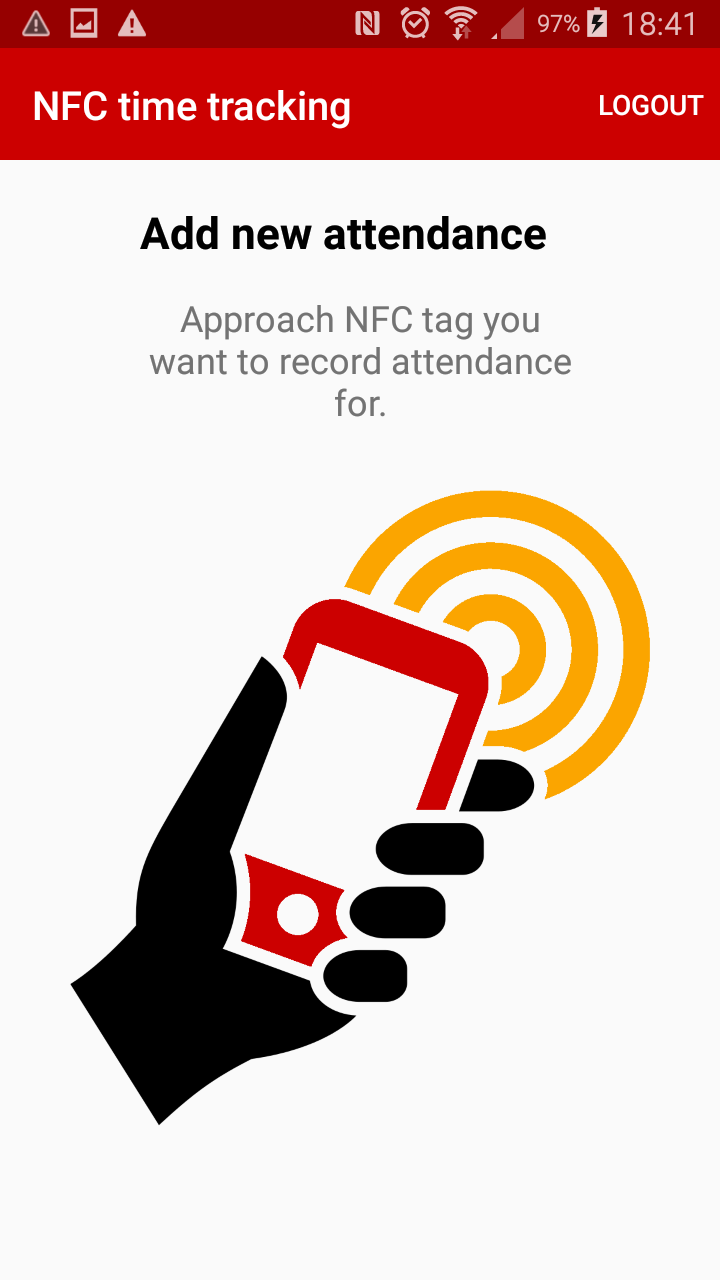 97% 18:41
NFC time tracking LOGOUT
Add new attendance
Approach NFC tag you
want to record attendance
for.